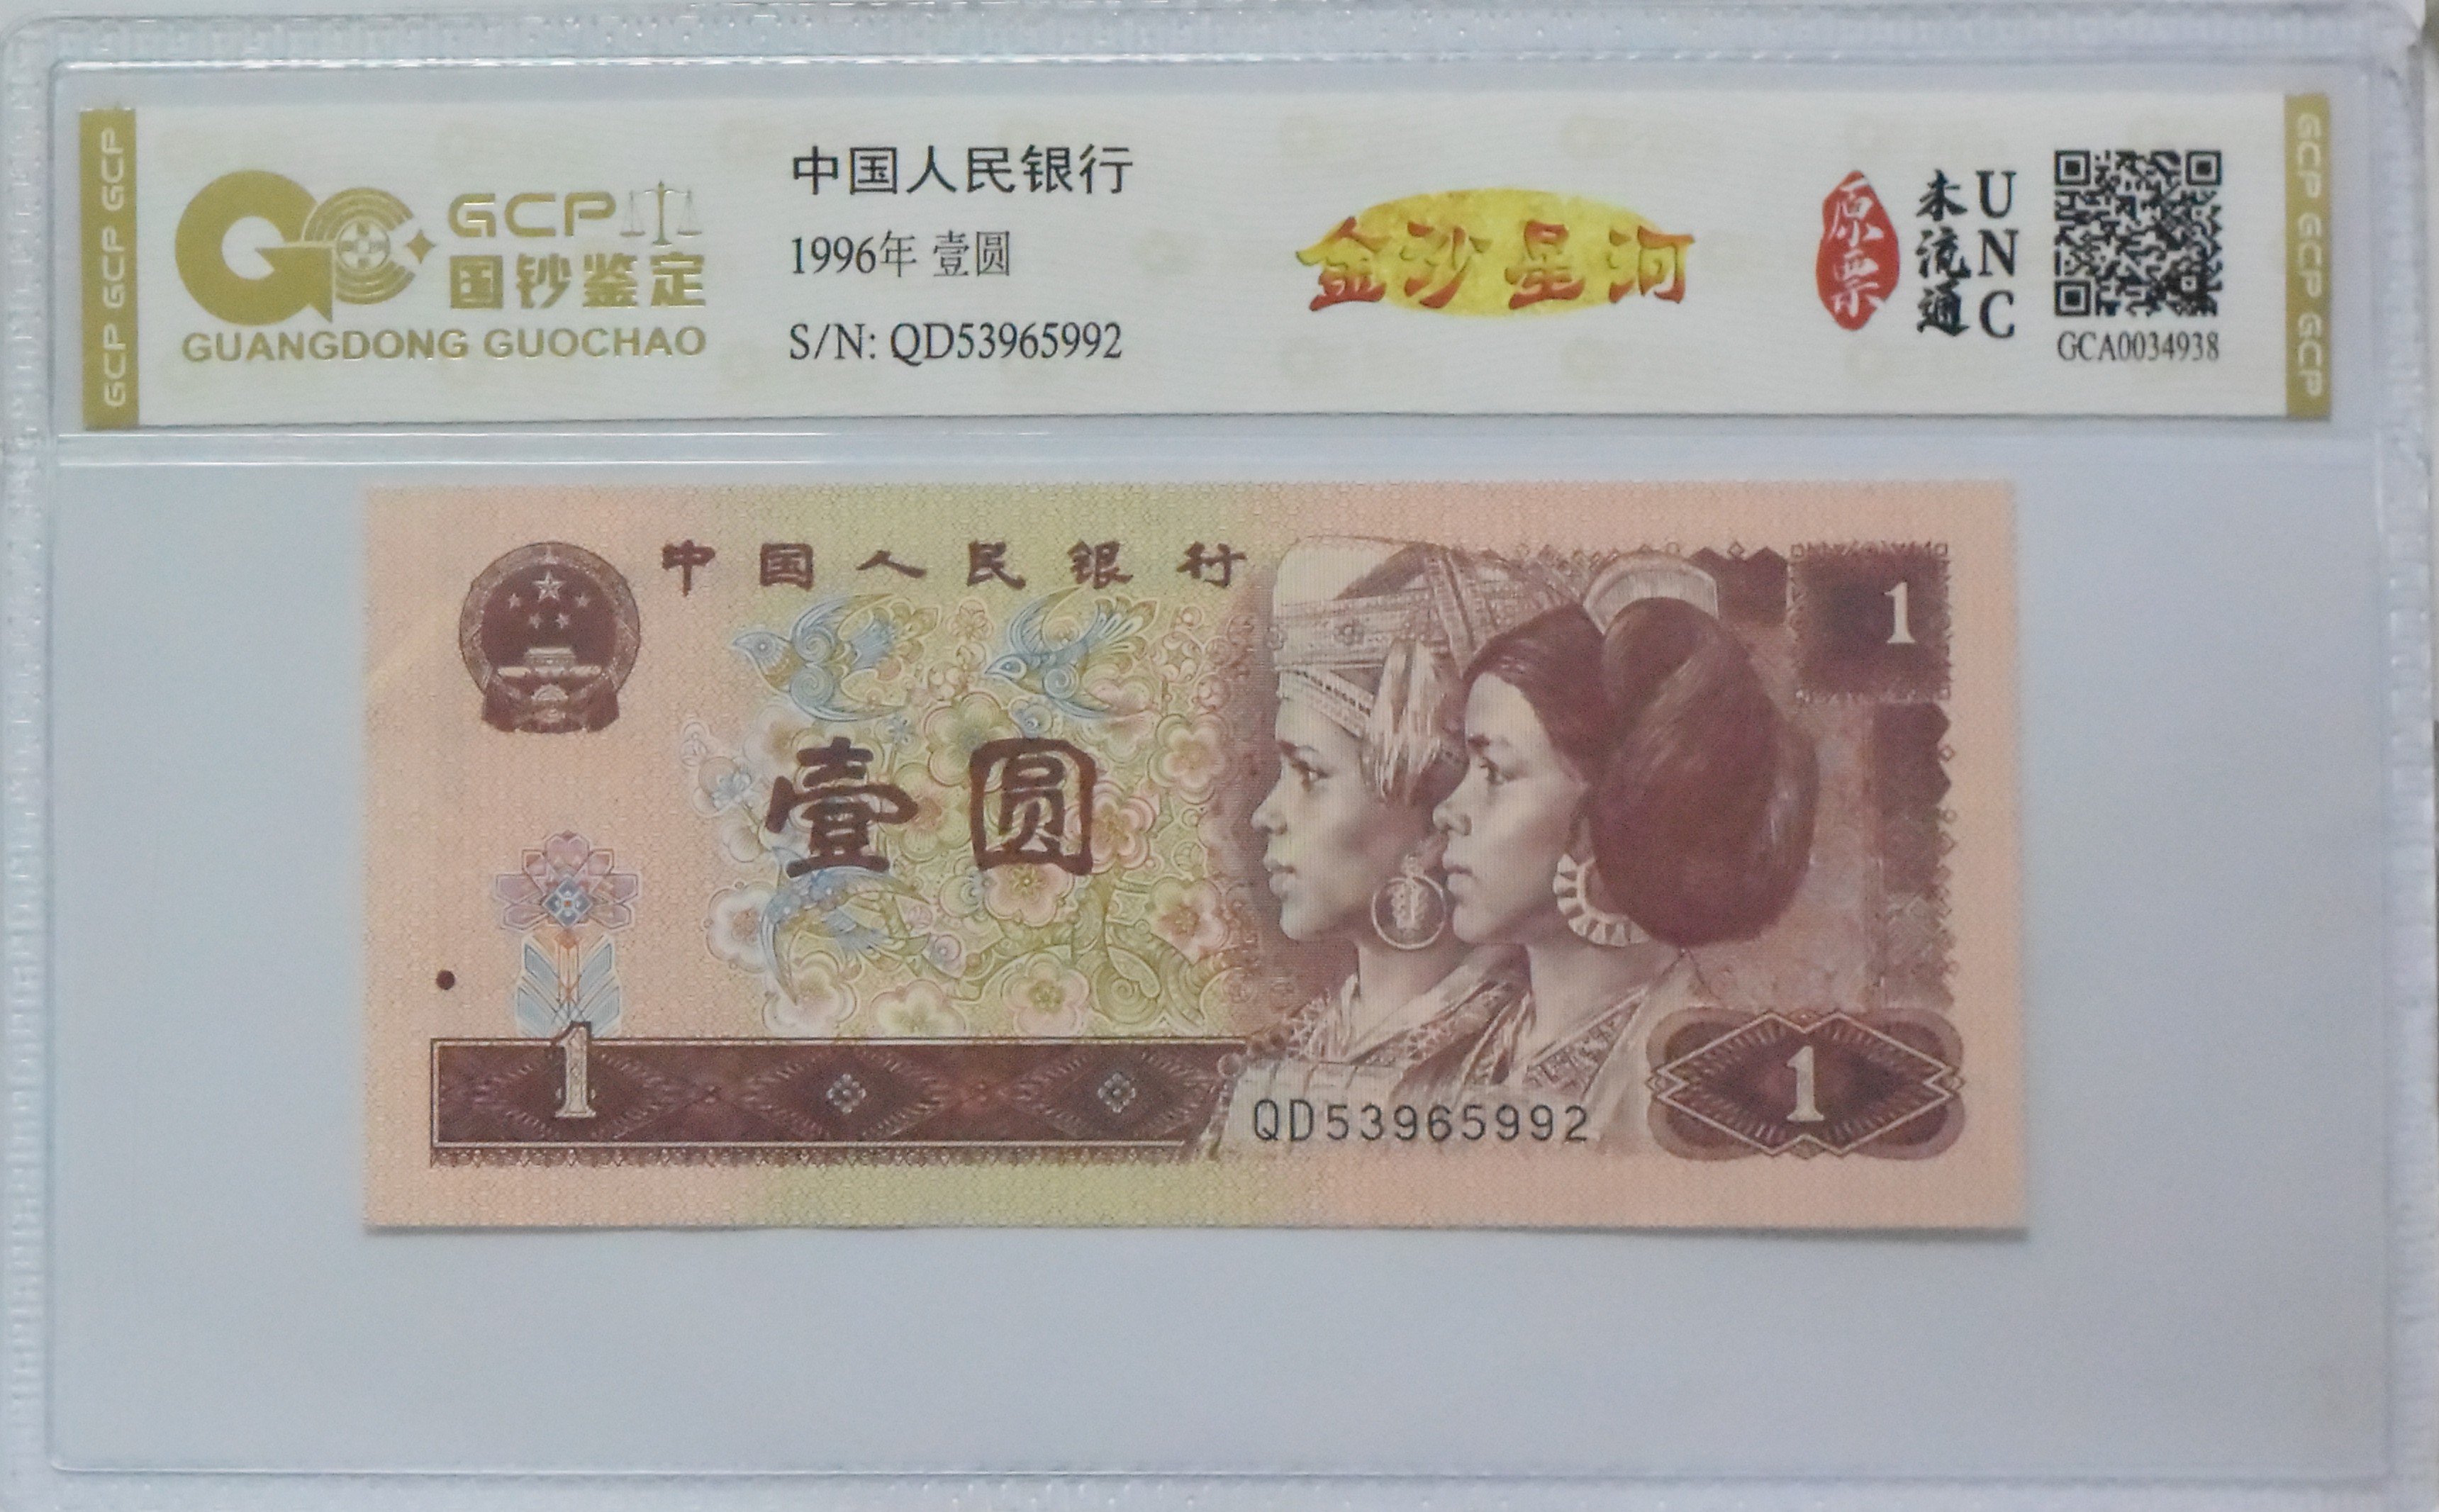 GCP GCP GCP
GCP
国钞鉴定
GUANGDONG GUOCHAO
中国人民银行
1996年 壹圆
S/N: QD53965992
金沙星河
原票
未流通
UNC
GCA0034938
GCP GCP GCP
中国人民银行
1
壹圆
1
1
QD53965992